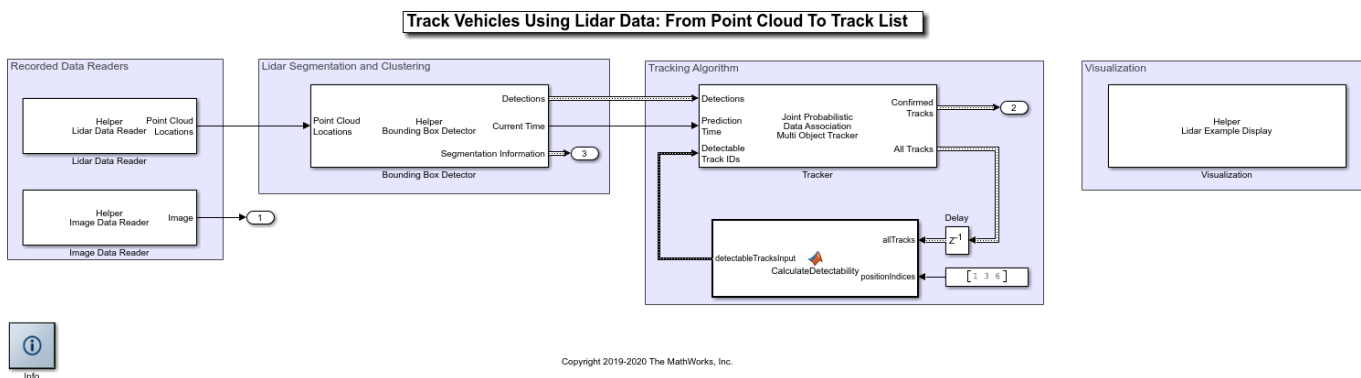 Track Vehicles Using Lidar Data: From Point Cloud To Track List
Recorded Data Readers
Helper
Lidar Data Reader
Point Cloud
Locations
Lidar Data Reader
Helper
Image Data Reader
Image
Image Data Reader
1
Lidar Segmentation and Clustering
Point Cloud
Locations
Helper
Bounding Box Detector
Detections
Current Time
Segmentation Information
Bounding Box Detector
3
Tracking Algorithm
Detections
Prediction
Time
Detectable
Track IDs
Joint Probabilistic
Data Association
Multi Object Tracker
Confirmed
Tracks
All Tracks
Tracker
2
Delay
Z-1
allTracks
detectableTracksInput
CalculateDetectability
positionIndices
[1 3 6]
Visualization
Helper
Lidar Example Display
Visualization
Info
Copyright 2019-2020 The MathWorks, Inc.